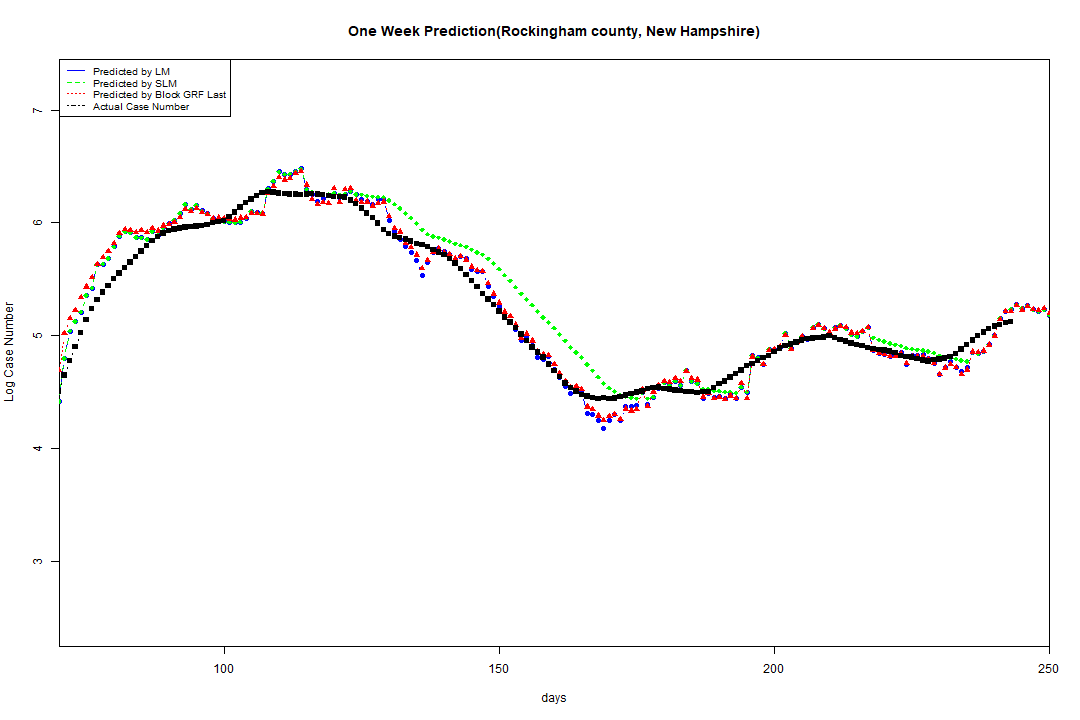 One Week Prediction(Rockingham county, New Hampshire)
Predicted by LM
Predicted by SLM
Predicted by Block GRF Last
Actual Case Number
7
6
5
4
3
Log Case Number
100 150 200 250
days